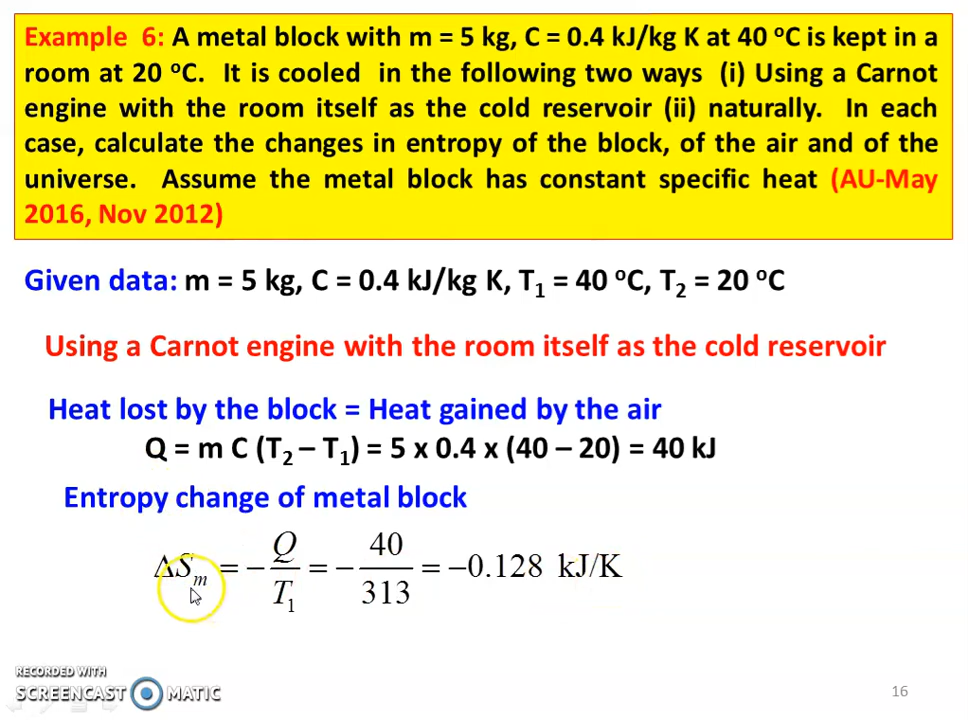 Example 6: A metal block with m = 5 kg, C = 0.4 kJ/kg K at 40 ᵒC is kept in a
room at 20 ᵒC. It is cooled in the following two ways (i) Using a Carnot
engine with the room itself as the cold reservoir (ii) naturally. In each
case, calculate the changes in entropy of the block, of the air and of the
universe. Assume the metal block has constant specific heat (AU-May
2016, Nov 2012)
Given data: m = 5 kg, C = 0.4 kJ/kg K, T₁ = 40 ᵒC, T₂ = 20 ᵒC
Using a Carnot engine with the room itself as the cold reservoir
Heat lost by the block = Heat gained by the air
Q = m C (T₂ – T₁) = 5 x 0.4 x (40 – 20) = 40 kJ
Entropy change of metal block
ΔSₘ = −Q/T₁ = −40/313 = −0.128 kJ/K
RECORDED WITH
SCREENCAST MATIC
16